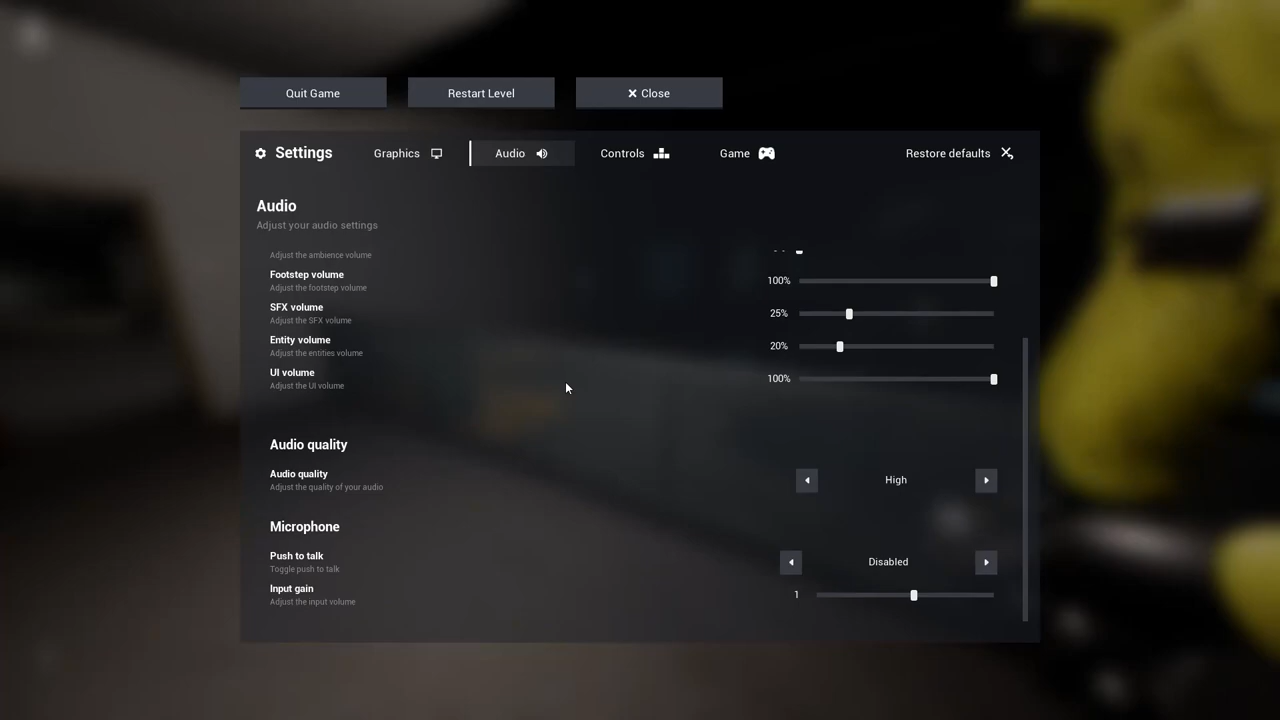 Quit Game
Restart Level
Close
Settings
Graphics
Audio
Controls
Game
Restore defaults
Audio
Adjust your audio settings
Adjust the ambience volume
Footstep volume
100%
Adjust the footstep volume
SFX volume
25%
Adjust the SFX volume
Entity volume
20%
Adjust the entities volume
UI volume
100%
Adjust the UI volume
Audio quality
Audio quality
High
Adjust the quality of your audio
Microphone
Push to talk
Disabled
Toggle push to talk
Input gain
1
Adjust the input volume